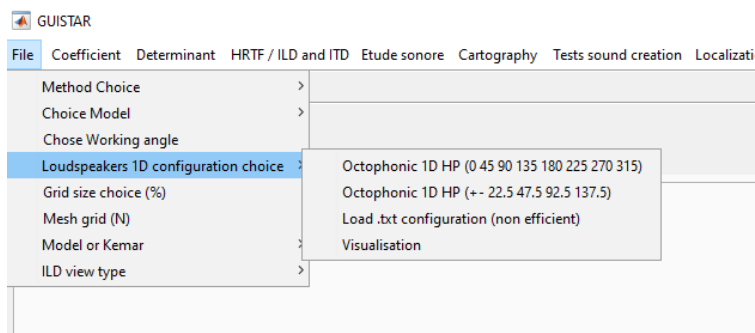 GUISTAR
File Coefficient Determinant HRTF / ILD and ITD Etude sonore Cartography Tests sound creation Localizati
Method Choice
Choice Model
Chose Working angle
Loudspeakers 1D configuration choice
Octophonic 1D HP (0 45 90 135 180 225 270 315)
Grid size choice (%)
Octophonic 1D HP (+- 22.5 47.5 92.5 137.5)
Mesh grid (N)
Load .txt configuration (non efficient)
Model or Kemar
Visualisation
ILD view type